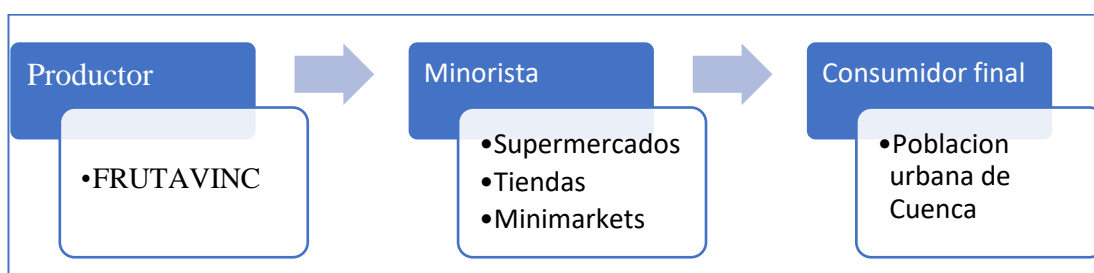 Productor
•FRUTAVINC
Minorista
•Supermercados
•Tiendas
•Minimarkets
Consumidor final
•Poblacion
urbana de
Cuenca